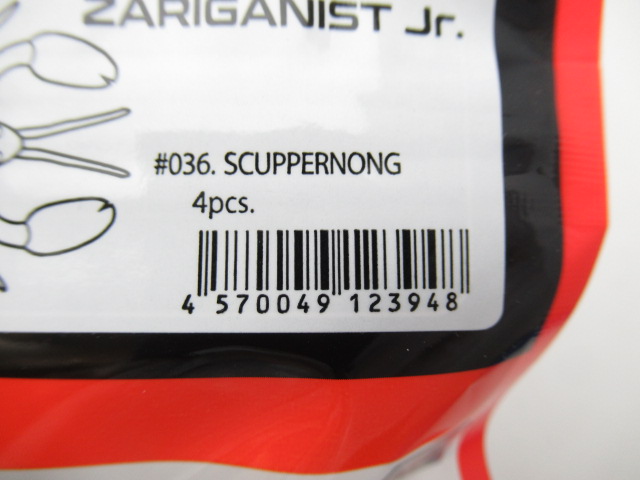 ZARIGANIST Jr.
#036. SCUPPERNONG
4pcs.
4 570049 123948